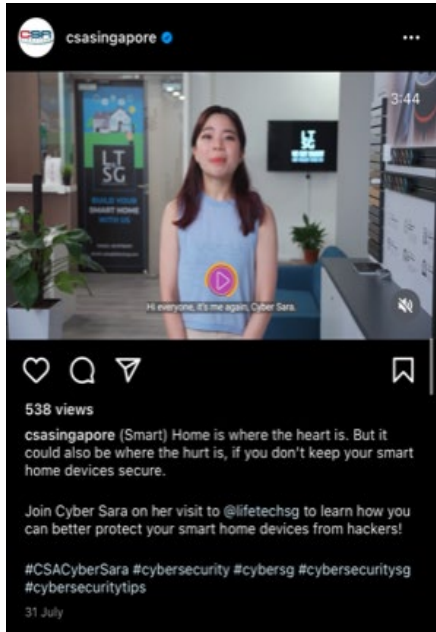 CSA
csasingapore
3:44
LT
SG
BUILD YOUR
SMART HOME
WITH US
LT
SG
Hi everyone, it's me again, Cyber Sara.
538 views
csasingapore (Smart) Home is where the heart is. But it
could also be where the hurt is, if you don't keep your smart
home devices secure.
Join Cyber Sara on her visit to @lifetechsg to learn how you
can better protect your smart home devices from hackers!
#CSACyberSara #cybersecurity #cybersg #cybersecuritysg
#cybersecuritytips
31 July